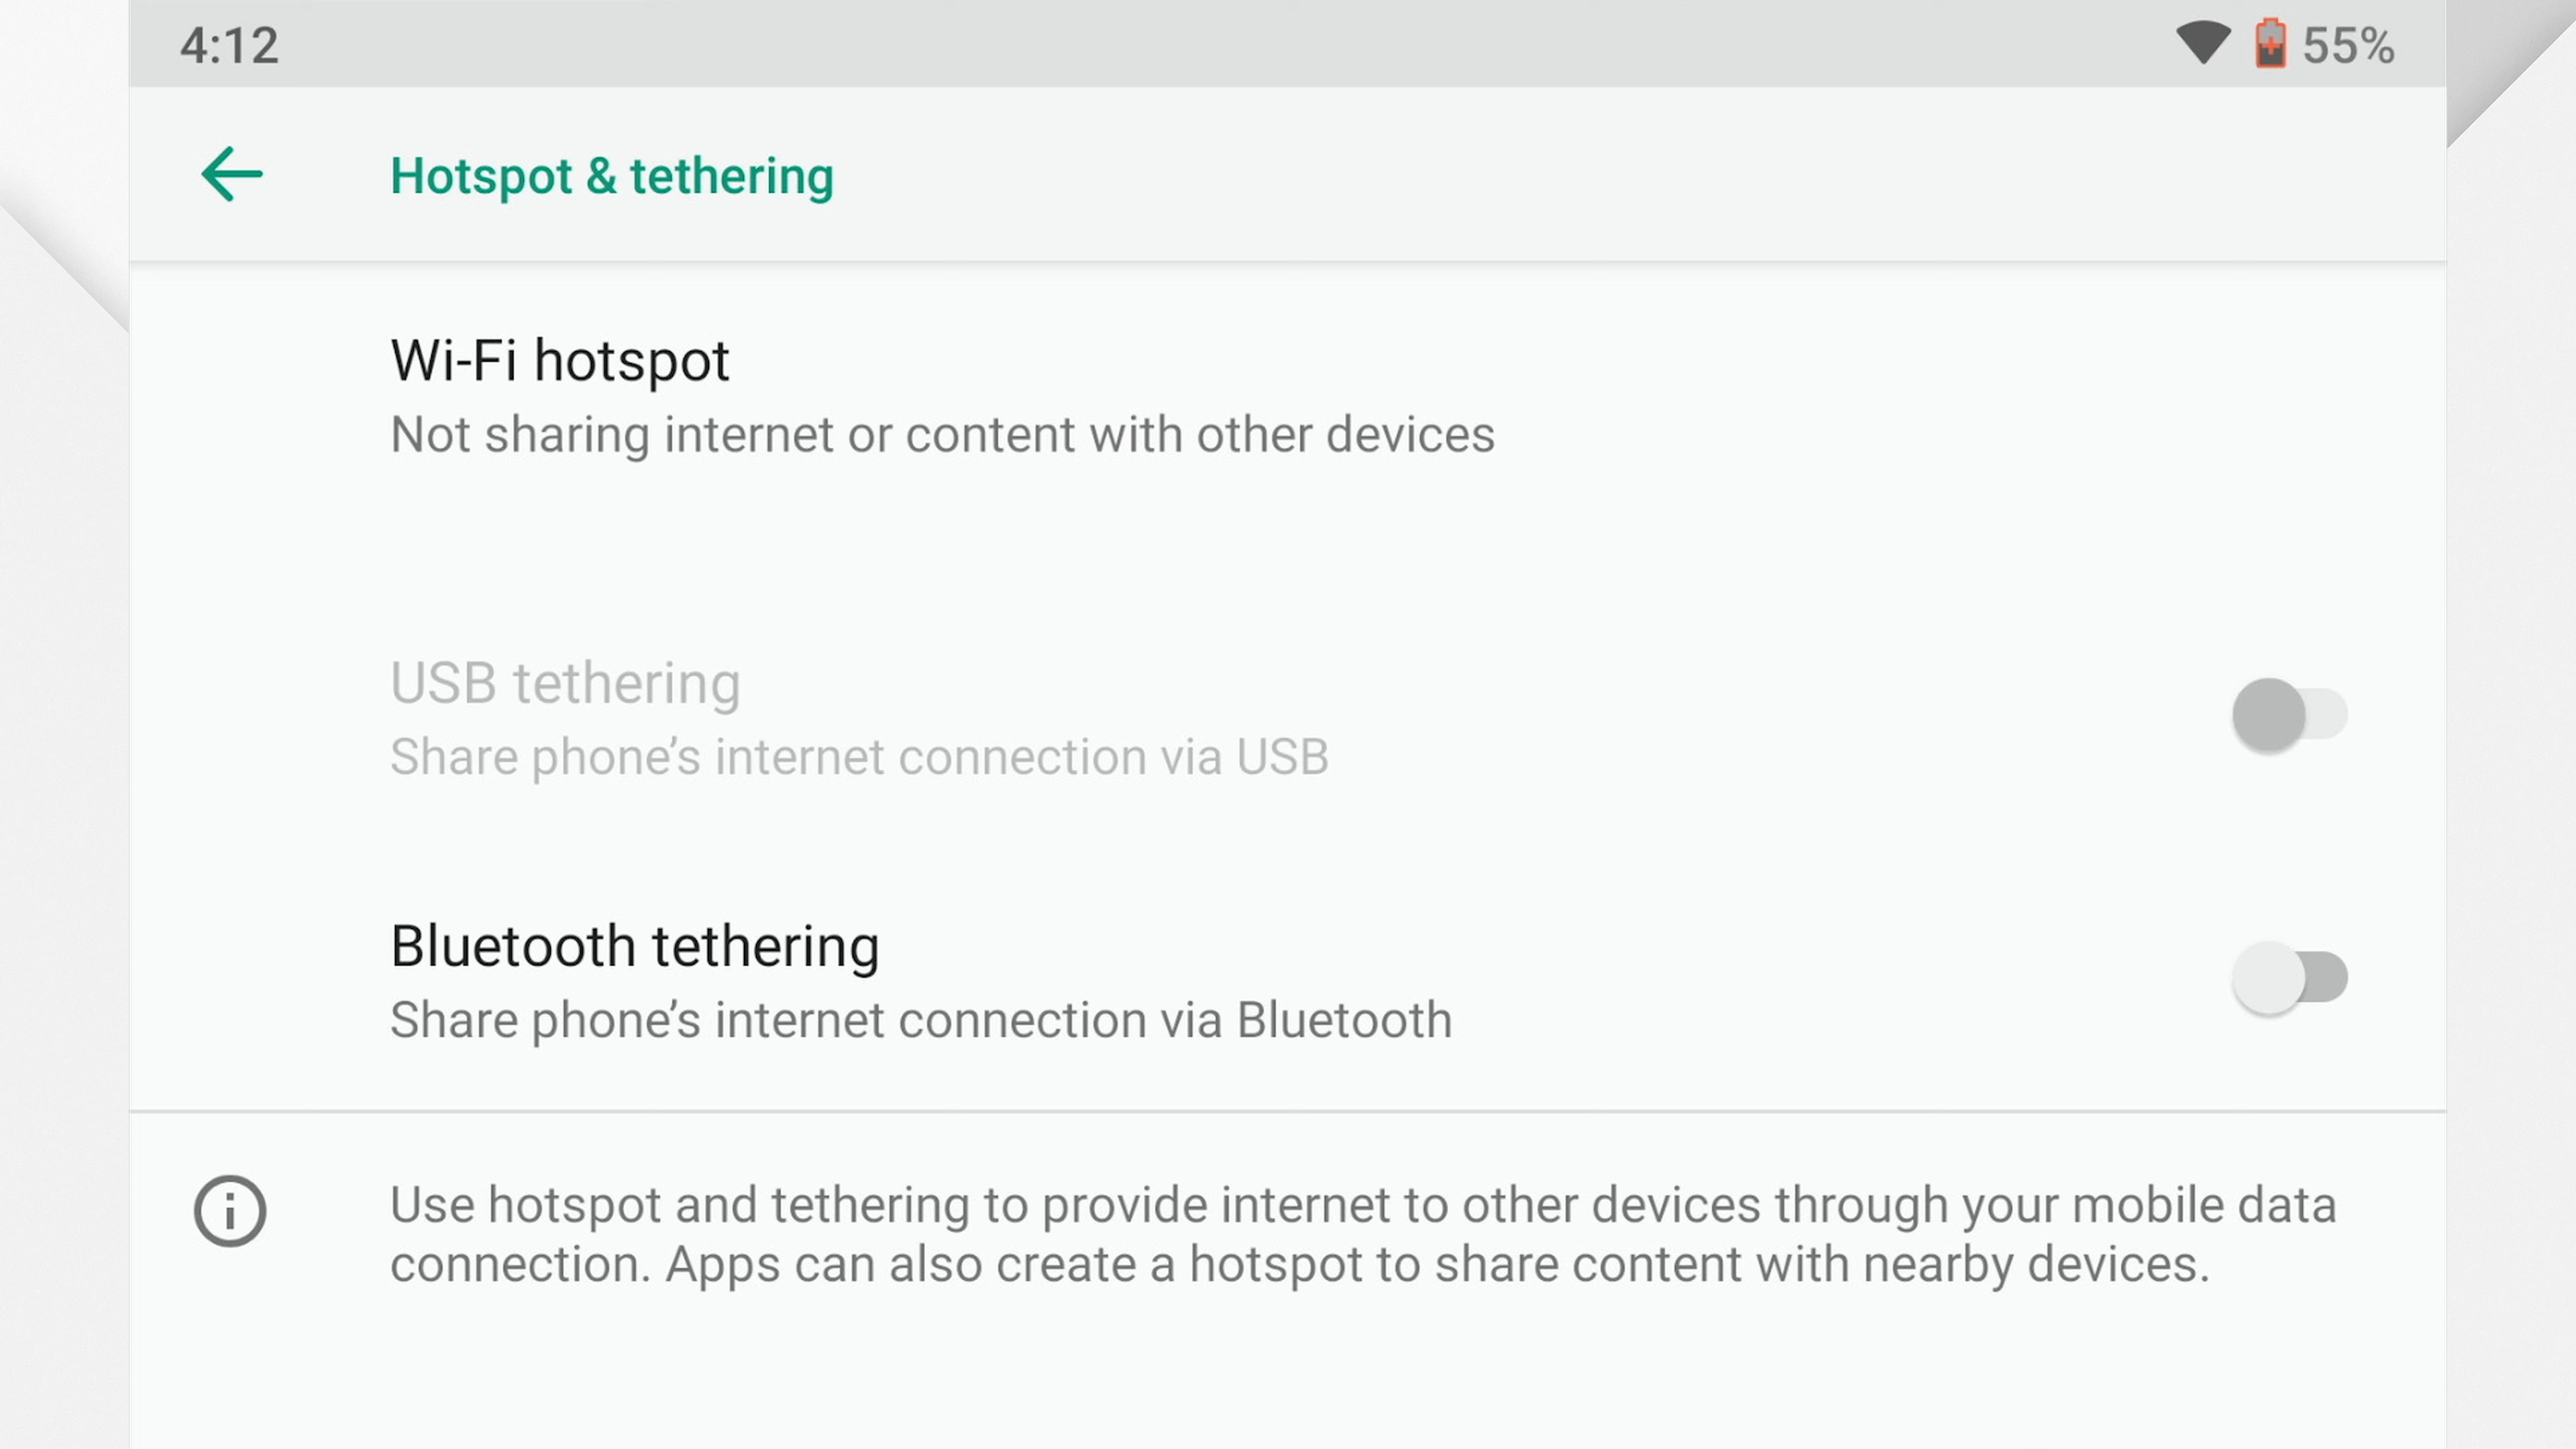 4:12
55%
Hotspot & tethering
Wi-Fi hotspot
Not sharing internet or content with other devices
USB tethering
Share phone’s internet connection via USB
Bluetooth tethering
Share phone’s internet connection via Bluetooth
Use hotspot and tethering to provide internet to other devices through your mobile data
connection. Apps can also create a hotspot to share content with nearby devices.